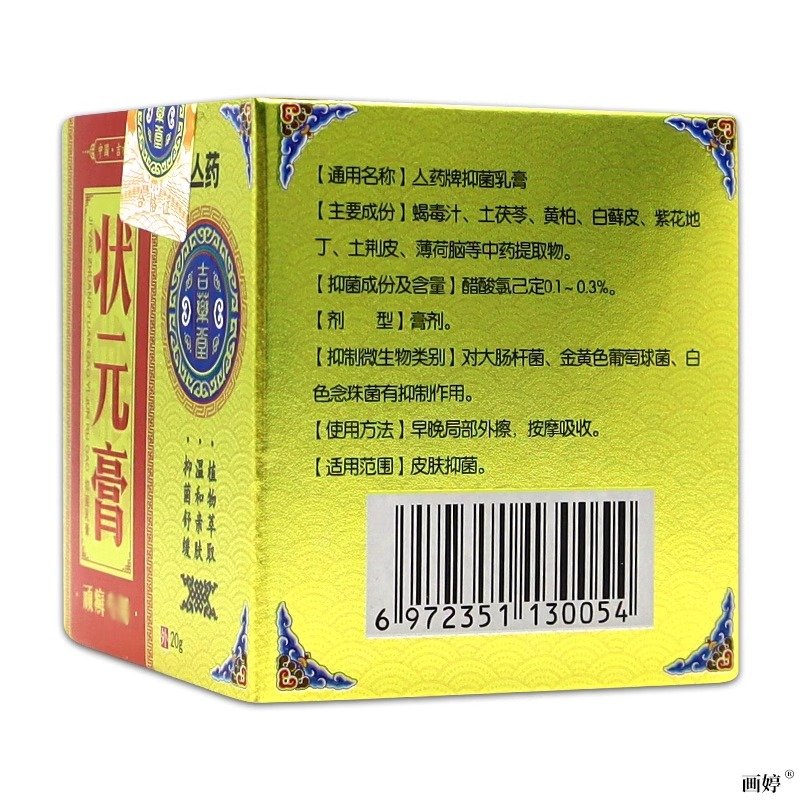 【通用名称】亼药牌抑菌乳膏
【主要成份】蝎毒汁、土茯苓、黄柏、白藓皮、紫花地
丁、土荆皮、薄荷脑等中药提取物。
【抑菌成份及含量】醋酸氯己定0.1~0.3%。
【剂 型】膏剂。
【抑制微生物类别】对大肠杆菌、金黄色葡萄球菌、白
色念珠菌有抑制作用。
【使用方法】早晚局部外擦，按摩吸收。
【适用范围】皮肤抑菌。
6 972351 130054
亼药
植物萃取
温和亲肤
抑菌舒缓
20g
状元膏
画婷®